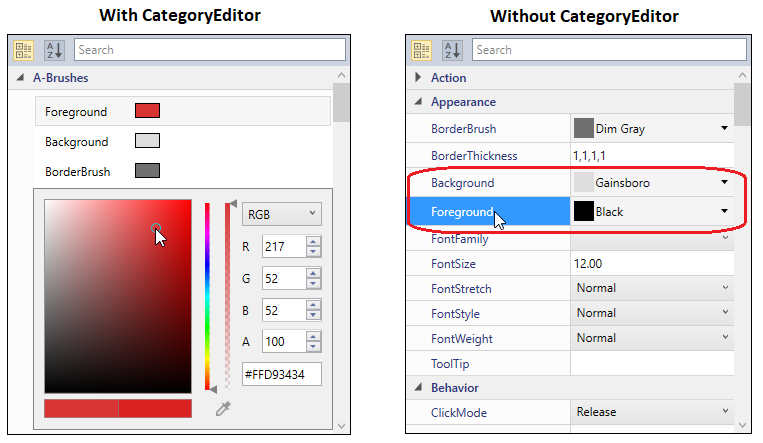 With CategoryEditor
A
Z
Search
A-Brushes
Foreground
Background
BorderBrush
RGB
R 217
G 52
B 52
A 100
#FFD93434
Without CategoryEditor
A
Z
Search
Action
Appearance
BorderBrush Dim Gray
BorderThickness 1,1,1,1
Background Gainsboro
Foreground Black
FontFamily
FontSize 12.00
FontStretch Normal
FontStyle Normal
FontWeight Normal
ToolTip
Behavior
ClickMode Release